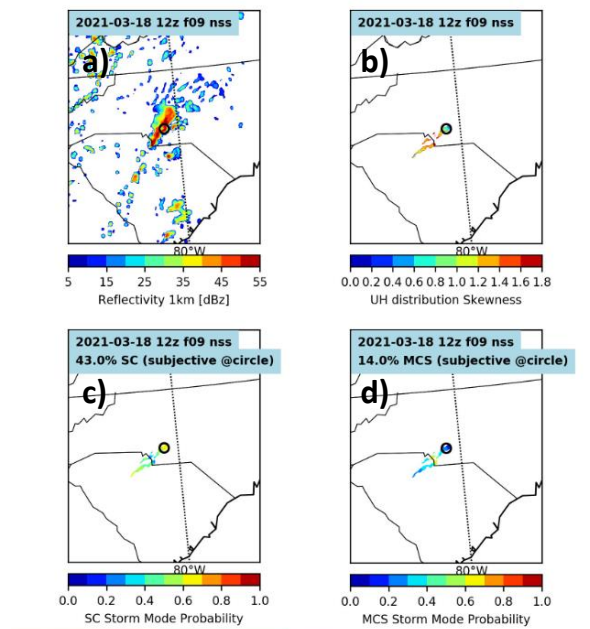 2021-03-18 12z f09 nss
a)
80°W
5 15 25 35 45 55
Reflectivity 1km [dBz]
2021-03-18 12z f09 nss
b)
80°W
0.0 0.2 0.4 0.6 0.8 1.0 1.2 1.4 1.6 1.8
UH distribution Skewness
2021-03-18 12z f09 nss
43.0% SC (subjective @circle)
c)
80°W
0.0 0.2 0.4 0.6 0.8 1.0
SC Storm Mode Probability
2021-03-18 12z f09 nss
14.0% MCS (subjective @circle)
d)
80°W
0.0 0.2 0.4 0.6 0.8 1.0
MCS Storm Mode Probability